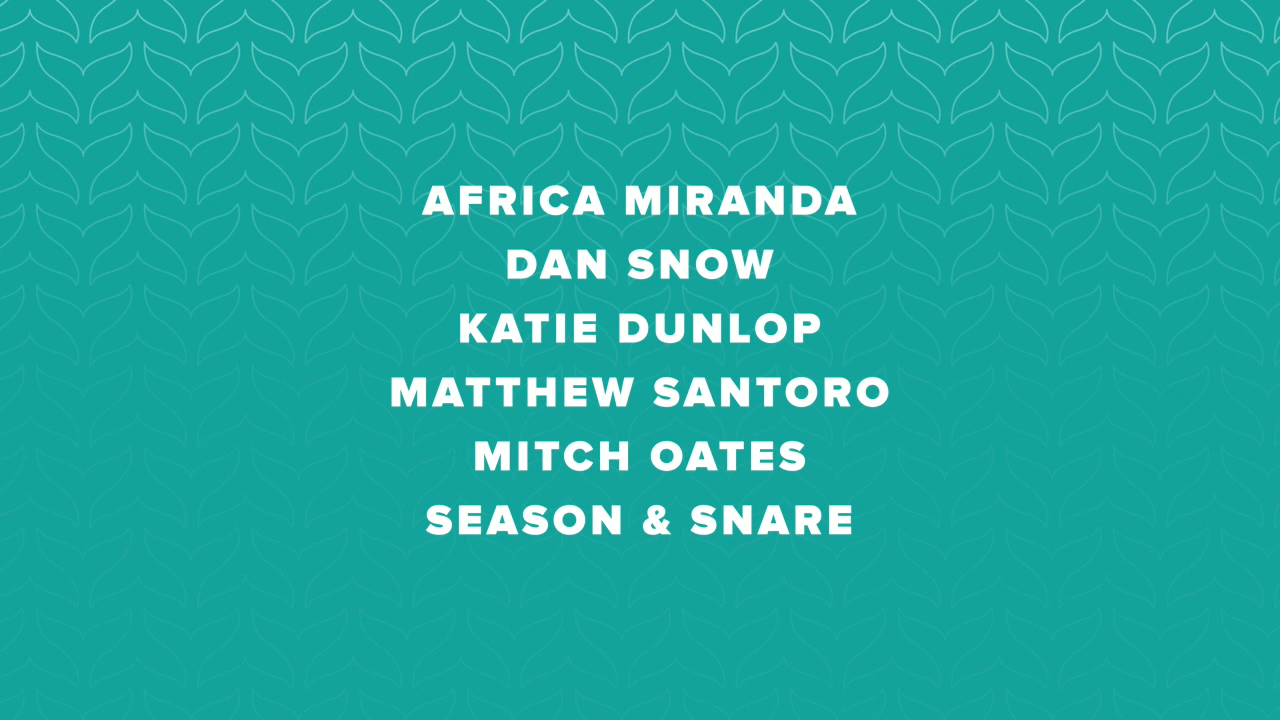 AFRICA MIRANDA
DAN SNOW
KATIE DUNLOP
MATTHEW SANTORO
MITCH OATES
SEASON & SNARE